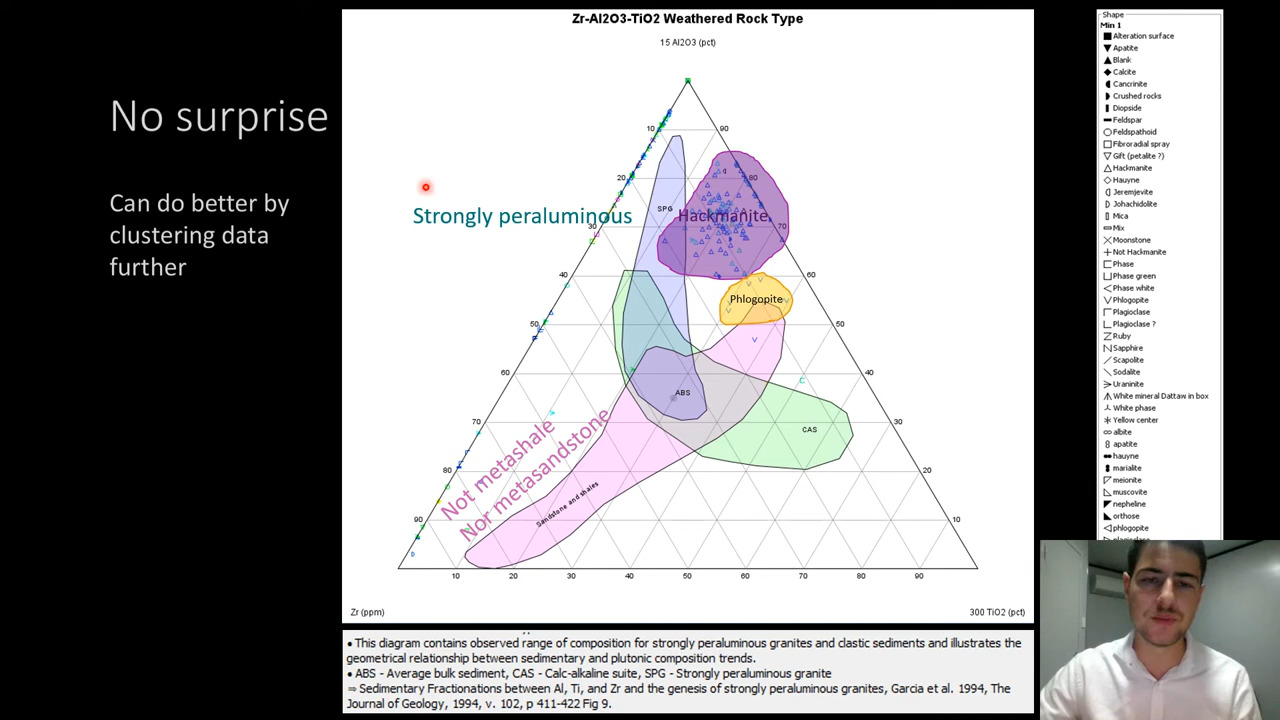 No surprise
Can do better by
clustering data
further
Zr-Al2O3-TiO2 Weathered Rock Type
15 Al2O3 (pct)
10
90
20
80
SPG
Strongly peraluminous
Hackmanite
30
70
40
60
Phlogopite
50
50
60
40
ABS
70
30
CAS
Not metashale
Nor metasandstone
80
20
Sandstone and shales
90
10
10 20 30 40 50 60 70 80 90
Zr (ppm)
300 TiO2 (pct)
• This diagram contains observed range of composition for strongly peraluminous granites and clastic sediments and illustrates the
geometrical relationship between sedimentary and plutonic composition trends.
• ABS - Average bulk sediment, CAS - Calc-alkaline suite, SPG - Strongly peraluminous granite
⇒ Sedimentary Fractionations between Al, Ti, and Zr and the genesis of strongly peraluminous granites, Garcia et al. 1994, The
Journal of Geology, 1994, v. 102, p 411-422 Fig 9.
Shape
Min 1
Alteration surface
Apatite
Blank
Calcite
Cancrinite
Crushed rocks
Diopside
Feldspar
Feldspathoid
Fibroradial spray
Gift (petalite ?)
Hackmanite
Hauyne
Jeremjevite
Johachidolite
Mica
Mix
Moonstone
Not Hackmanite
Phase
Phase green
Phase white
Phlogopite
Plagioclase
Plagioclase ?
Ruby
Sapphire
Scapolite
Sodalite
Uraninite
White mineral Dattaw in box
White phase
Yellow center
albite
apatite
hauyne
marialite
meionite
muscovite
nepheline
orthose
phlogopite